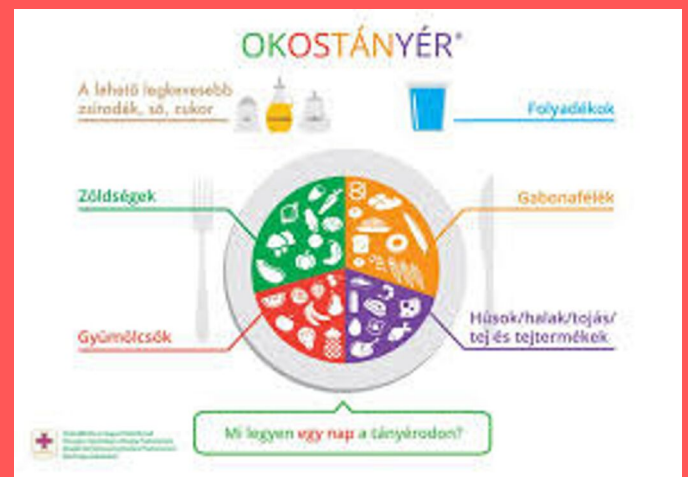 OKOSTÁNYÉR®
A lehető legkevesebb
zsiradék, só, cukor
Folyadékok
Zöldségek
Gabonafélék
Gyümölcsök
Húsok/halak/tojás/
tej és tejtermékek
Mi legyen egy nap a tányérodon?